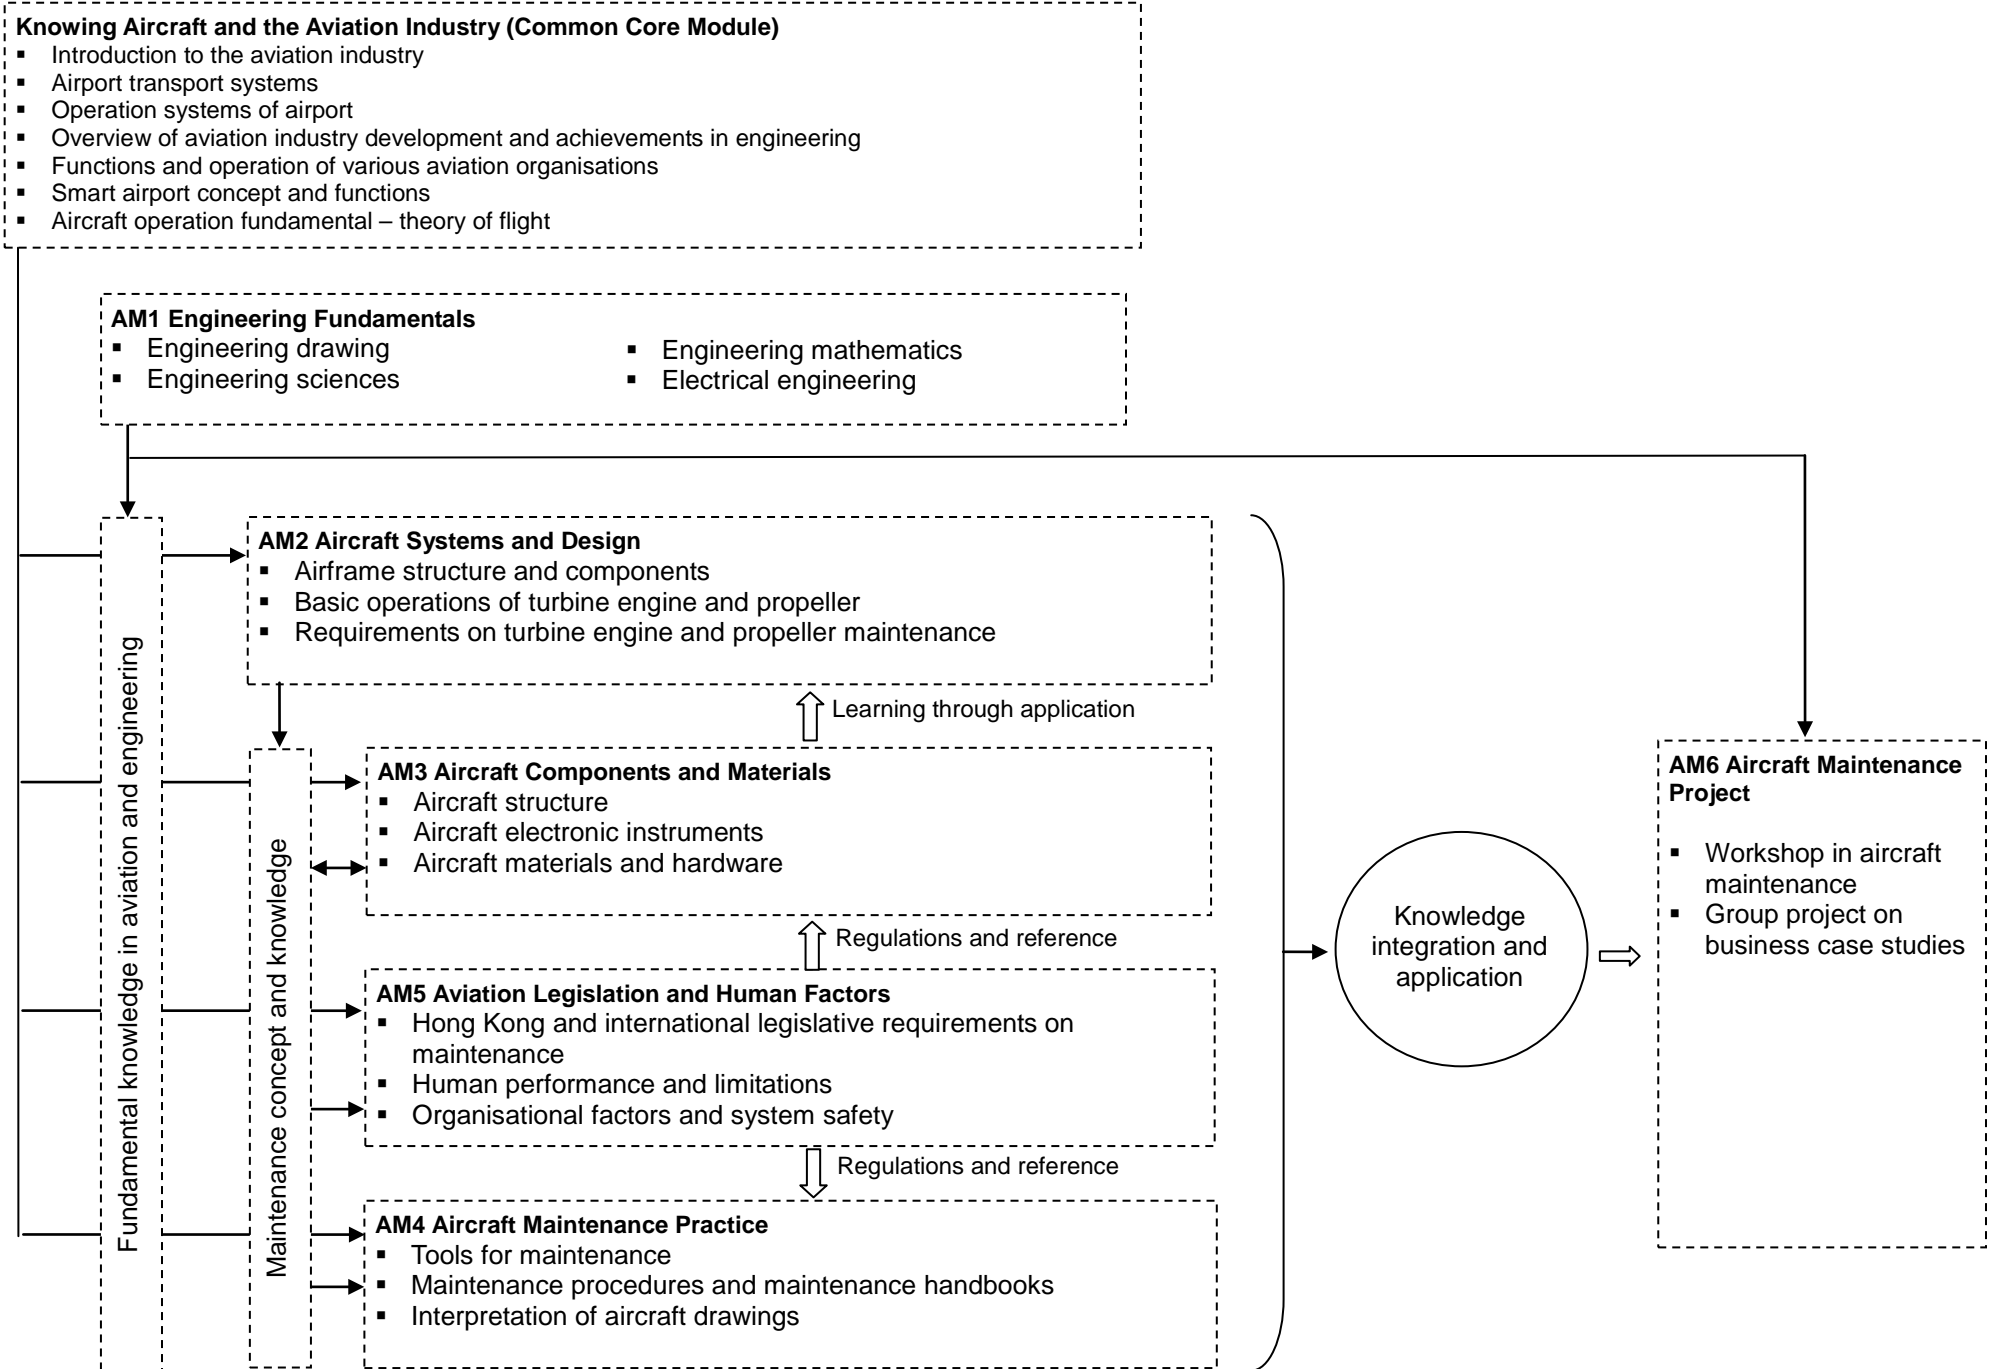 Knowing Aircraft and the Aviation Industry (Common Core Module)
▪ Introduction to the aviation industry
▪ Airport transport systems
▪ Operation systems of airport
▪ Overview of aviation industry development and achievements in engineering
▪ Functions and operation of various aviation organisations
▪ Smart airport concept and functions
▪ Aircraft operation fundamental – theory of flight
AM1 Engineering Fundamentals
▪ Engineering drawing
▪ Engineering sciences
▪ Engineering mathematics
▪ Electrical engineering
Fundamental knowledge in aviation and engineering
AM2 Aircraft Systems and Design
▪ Airframe structure and components
▪ Basic operations of turbine engine and propeller
▪ Requirements on turbine engine and propeller maintenance
Learning through application
Maintenance concept and knowledge
AM3 Aircraft Components and Materials
▪ Aircraft structure
▪ Aircraft electronic instruments
▪ Aircraft materials and hardware
Regulations and reference
AM5 Aviation Legislation and Human Factors
▪ Hong Kong and international legislative requirements on
maintenance
▪ Human performance and limitations
▪ Organisational factors and system safety
Regulations and reference
AM4 Aircraft Maintenance Practice
▪ Tools for maintenance
▪ Maintenance procedures and maintenance handbooks
▪ Interpretation of aircraft drawings
Knowledge
integration and
application
AM6 Aircraft Maintenance
Project
▪ Workshop in aircraft
maintenance
▪ Group project on
business case studies